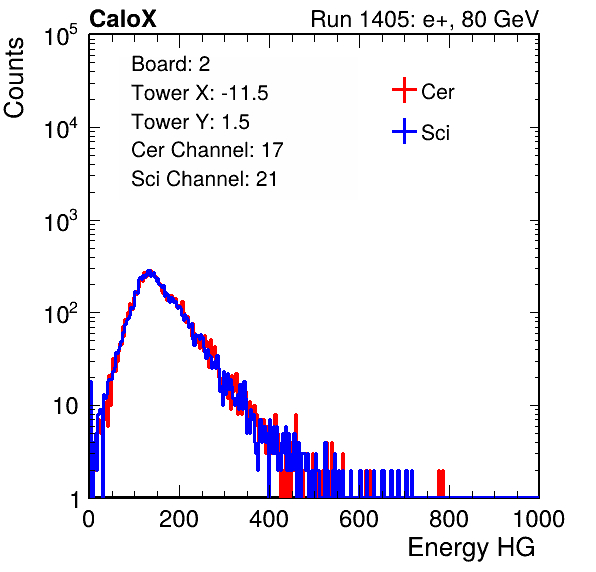 CaloX Run 1405: e+, 80 GeV
Counts
10^5
10^4
10^3
10^2
10
1
Board: 2
Tower X: -11.5
Tower Y: 1.5
Cer Channel: 17
Sci Channel: 21
Cer
Sci
0 200 400 600 800 1000
Energy HG